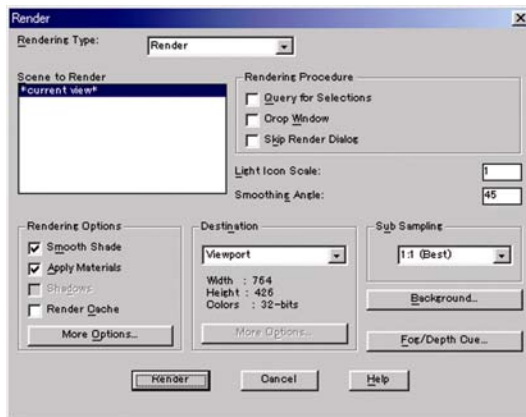 Render
Rendering Type:
Render
Scene to Render
*current view*
Rendering Procedure
Query for Selections
Crop Window
Skip Render Dialog
Light Icon Scale:
1
Smoothing Angle:
45
Rendering Options
Smooth Shade
Apply Materials
Shadows
Render Cache
More Options...
Destination
Viewport
Width : 764
Height : 426
Colors : 32-bits
More Options...
Sub Sampling
1:1 (Best)
Background...
Fog/Depth Cue...
Render
Cancel
Help